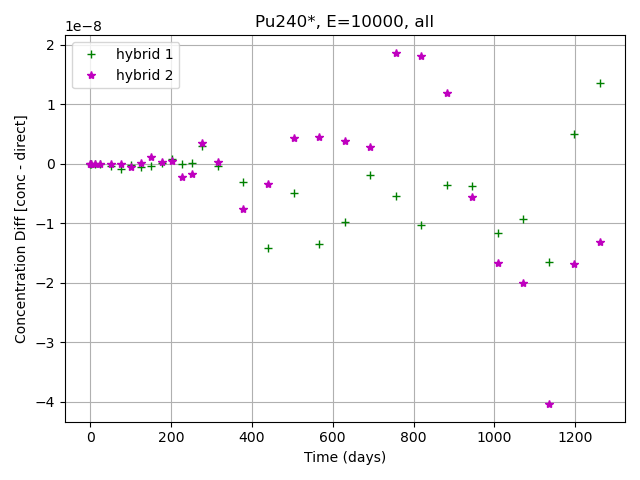 Pu240*, E=10000, all
1e−8
hybrid 1
hybrid 2
2
1
0
−1
−2
−3
−4
Concentration Diff [conc - direct]
0 200 400 600 800 1000 1200
Time (days)